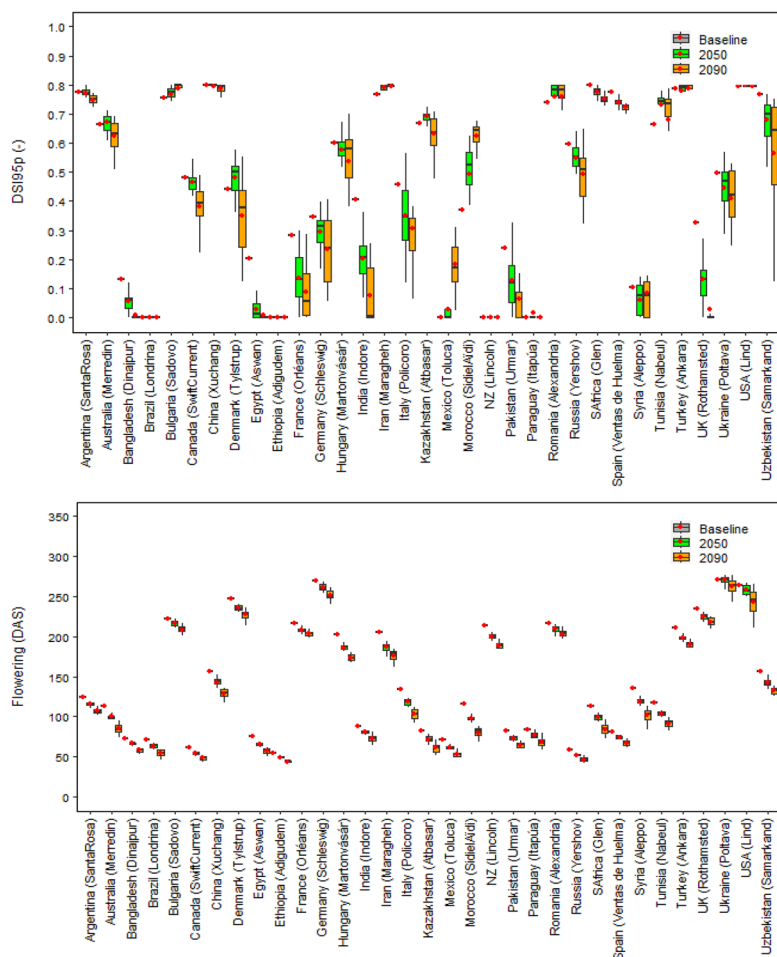 1.0
0.9
0.8
0.7
0.6
0.5
0.4
0.3
0.2
0.1
0.0
DSI95p (-)
Baseline
2050
2090
Argentina (SantaRosa)
Australia (Merredin)
Bangladesh (Dinajpur)
Brazil (Londrina)
Bulgaria (Sadovo)
Canada (SwiftCurrent)
China (Xuchang)
Denmark (Tylstrup)
Egypt (Aswan)
Ethiopia (Adigudem)
France (Orléans)
Germany (Schleswig)
Hungary (Martonvásár)
India (Indore)
Iran (Maragheh)
Italy (Policoro)
Kazakhstan (Atbasar)
Mexico (Toluca)
Morocco (SidielAïdi)
NZ (Lincoln)
Pakistan (Urmar)
Paraguay (Itapúa)
Romania (Alexandria)
Russia (Yershov)
SAfrica (Glen)
Spain (Ventas de Huelma)
Syria (Aleppo)
Tunisia (Nabeul)
Turkey (Ankara)
UK (Rothamsted)
Ukraine (Poltava)
USA (Lind)
Uzbekistan (Samarkand)
350
300
250
200
150
100
50
0
Flowering (DAS)
Baseline
2050
2090
Argentina (SantaRosa)
Australia (Merredin)
Bangladesh (Dinajpur)
Brazil (Londrina)
Bulgaria (Sadovo)
Canada (SwiftCurrent)
China (Xuchang)
Denmark (Tylstrup)
Egypt (Aswan)
Ethiopia (Adigudem)
France (Orléans)
Germany (Schleswig)
Hungary (Martonvásár)
India (Indore)
Iran (Maragheh)
Italy (Policoro)
Kazakhstan (Atbasar)
Mexico (Toluca)
Morocco (SidielAïdi)
NZ (Lincoln)
Pakistan (Urmar)
Paraguay (Itapúa)
Romania (Alexandria)
Russia (Yershov)
SAfrica (Glen)
Spain (Ventas de Huelma)
Syria (Aleppo)
Tunisia (Nabeul)
Turkey (Ankara)
UK (Rothamsted)
Ukraine (Poltava)
USA (Lind)
Uzbekistan (Samarkand)